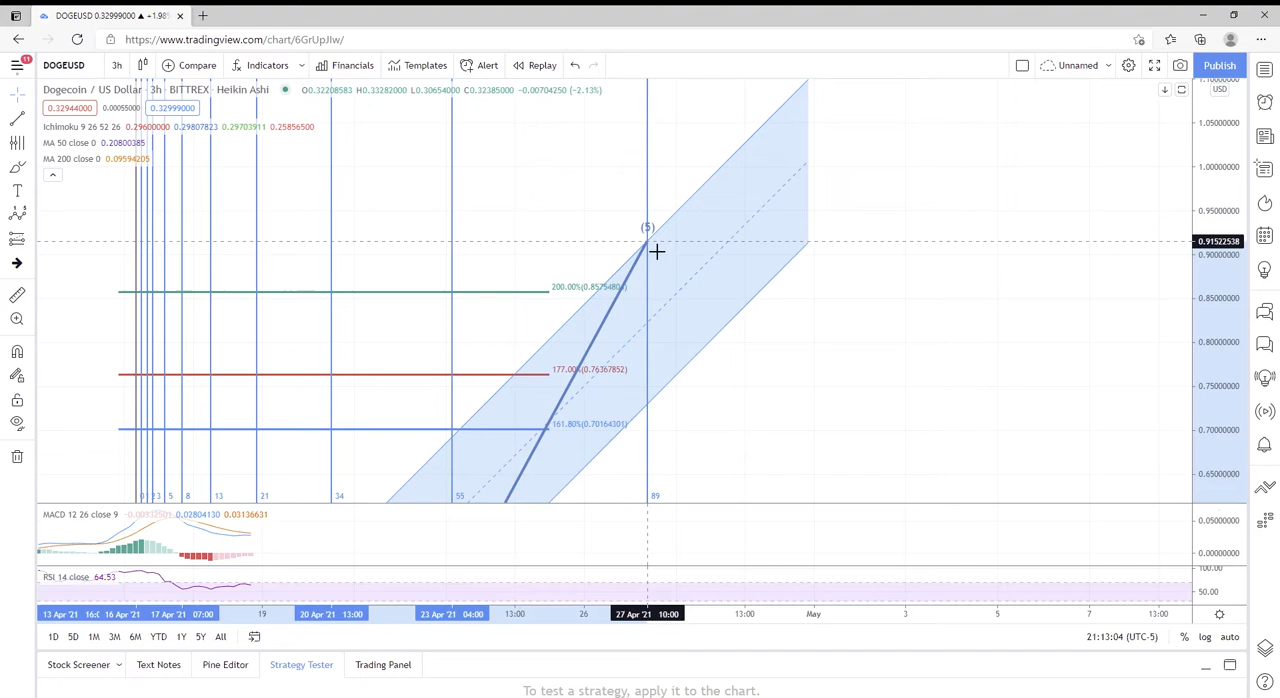 DOGEUSD 0.32999000 ▲ +1.98%
https://www.tradingview.com/chart/6GrUpJIw/
11
DOGEUSD 3h Compare Indicators Financials Templates Alert Replay Unnamed Publish
Dogecoin / US Dollar · 3h · BITTREX · Heikin Ashi O0.32208583 H0.33282000 L0.30654000 C0.32385000 −0.00704250 (−2.13%)
0.32944000 0.00055000 0.32999000
Ichimoku 9 26 52 26 0.29600000 0.29807823 0.29703911 0.25856500
MA 50 close 0 0.20800385
MA 200 close 0 0.09594205
USD
1.05000000
1.00000000
0.95000000
0.91522538
0.90000000
0.85000000
0.80000000
0.75000000
0.70000000
0.65000000
(5)
200.00%(0.85754804)
177.00%(0.76367852)
161.80%(0.70164301)
0 1 2 3 5 8 13 21 34 55 89
MACD 12 26 close 9 −0.00332501 0.02804130 0.03136631
0.05000000
0.00000000
RSI 14 close 64.53
100.00
50.00
13 Apr '21 16 Apr '21 17 Apr '21 07:00 19 20 Apr '21 13:00 23 Apr '21 04:00 13:00 26 27 Apr '21 10:00 13:00 May 3 5 7 13:00
1D 5D 1M 3M 6M YTD 1Y 5Y All 21:13:04 (UTC-5) % log auto
Stock Screener Text Notes Pine Editor Strategy Tester Trading Panel
To test a strategy, apply it to the chart.